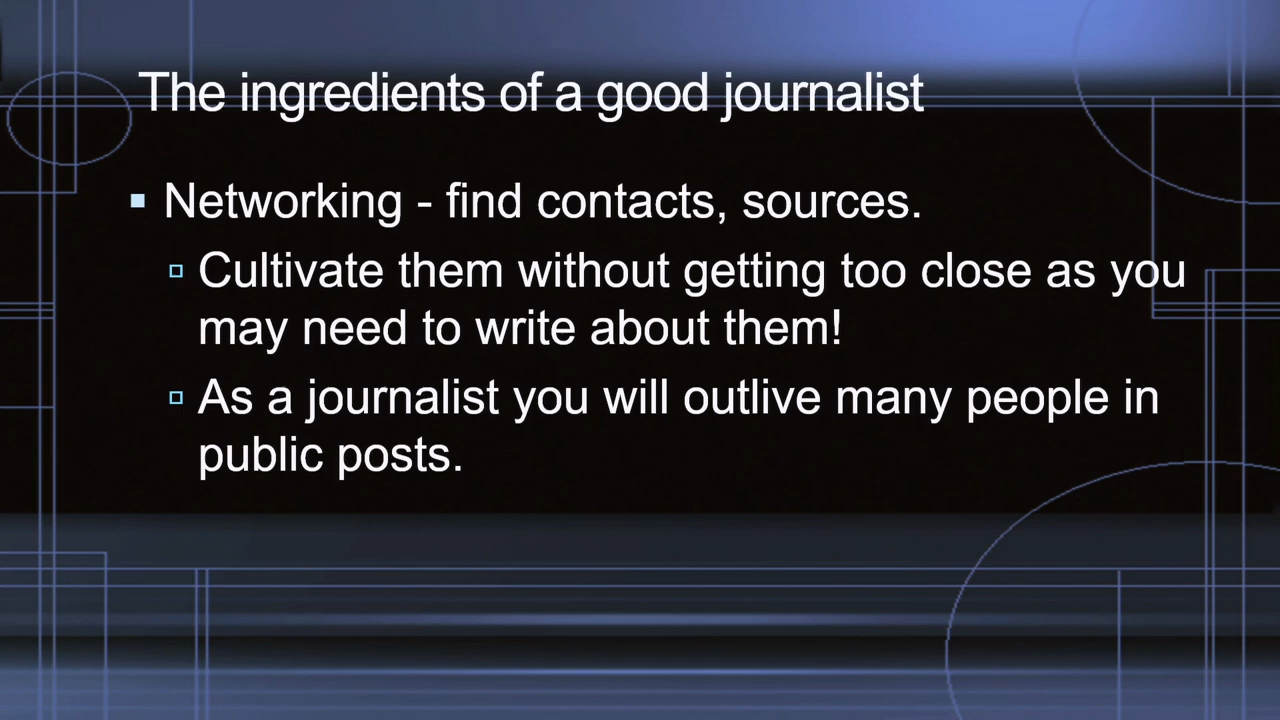 The ingredients of a good journalist
Networking - find contacts, sources.
Cultivate them without getting too close as you
may need to write about them!
As a journalist you will outlive many people in
public posts.